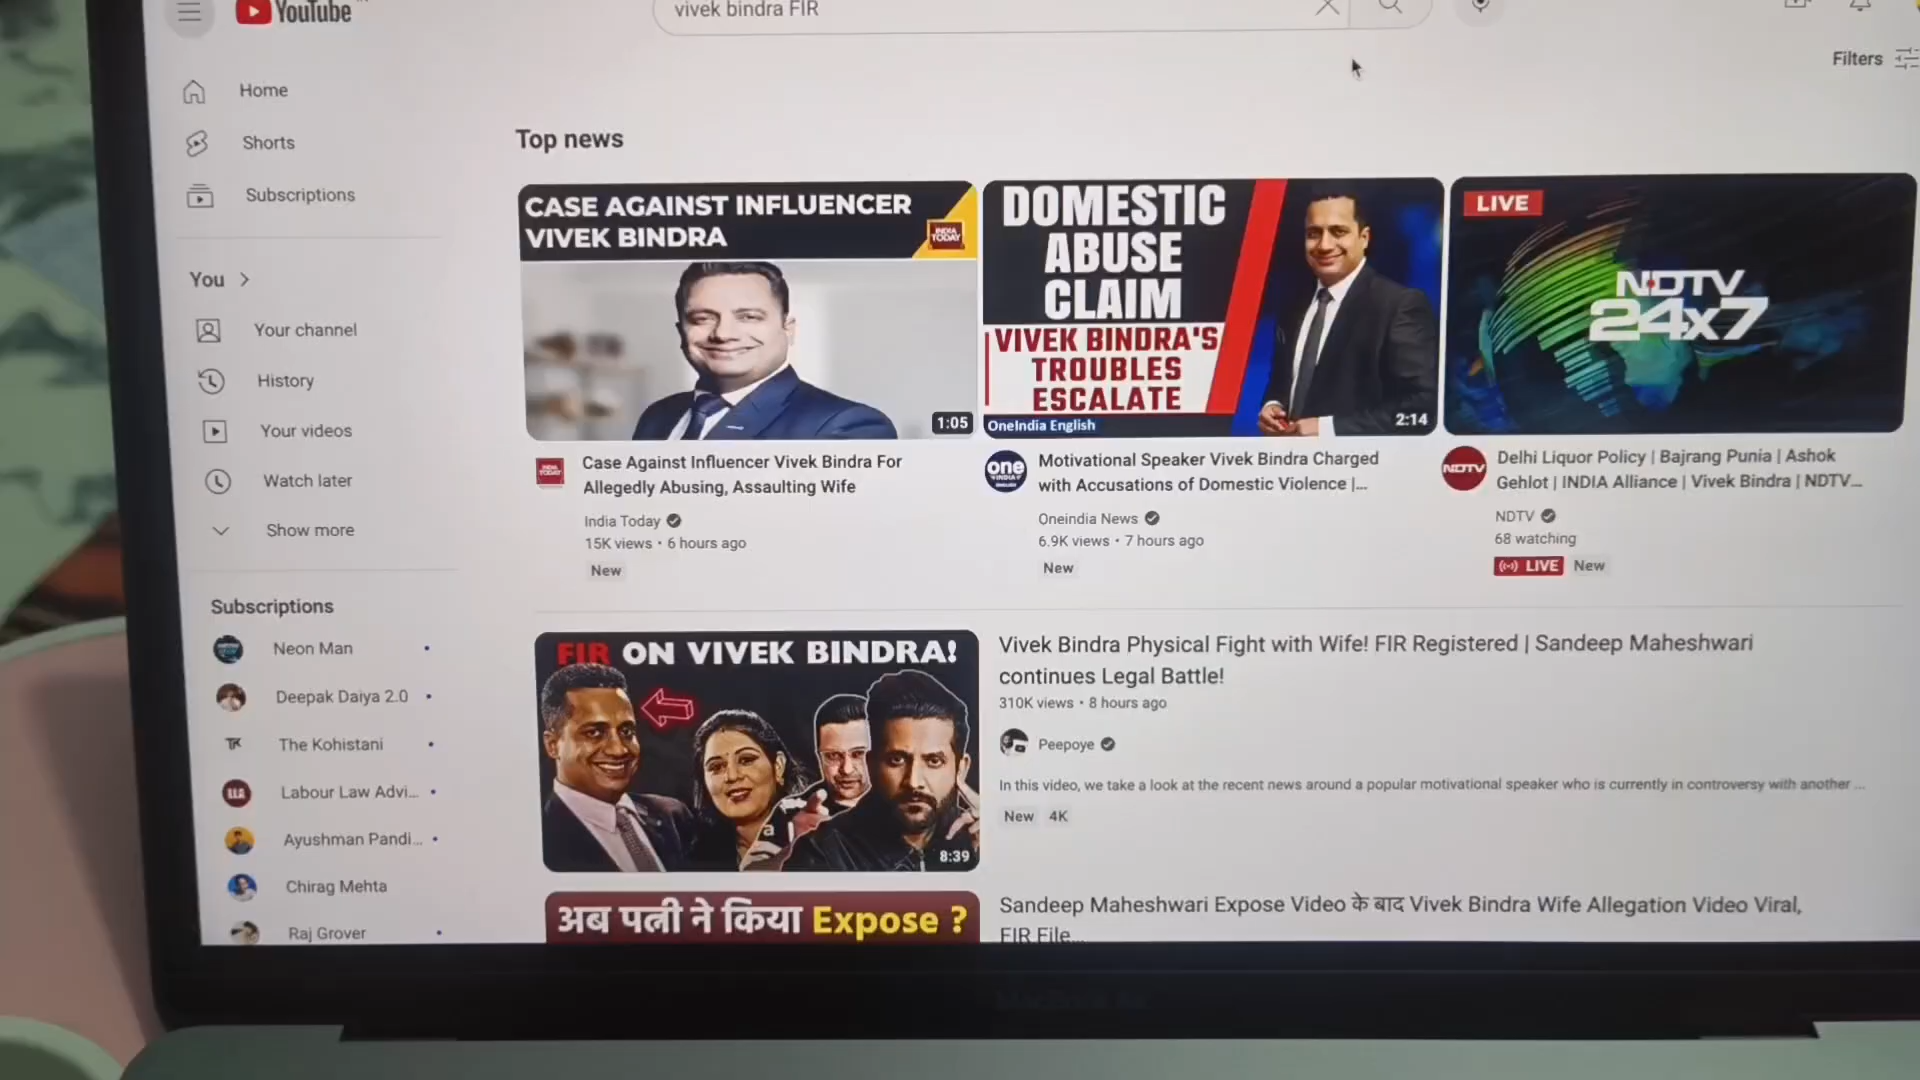 YouTube
vivek bindra FIR
Filters
Home
Shorts
Subscriptions
You
Your channel
History
Your videos
Watch later
Show more
Subscriptions
Neon Man
Deepak Daiya 2.0
The Kohistani
Labour Law Advi...
Ayushman Pandi...
Chirag Mehta
Raj Grover
Top news
CASE AGAINST INFLUENCER
VIVEK BINDRA
INDIA
TODAY
1:05
Case Against Influencer Vivek Bindra For
Allegedly Abusing, Assaulting Wife
India Today
15K views • 6 hours ago
New
DOMESTIC
ABUSE
CLAIM
VIVEK BINDRA'S
TROUBLES
ESCALATE
OneIndia English
2:14
one
INDIA
Motivational Speaker Vivek Bindra Charged
with Accusations of Domestic Violence |...
Oneindia News
6.9K views • 7 hours ago
New
LIVE
NDTV
24x7
NDTV
Delhi Liquor Policy | Bajrang Punia | Ashok
Gehlot | INDIA Alliance | Vivek Bindra | NDTV...
NDTV
68 watching
LIVE New
FIR ON VIVEK BINDRA!
a
8:39
Vivek Bindra Physical Fight with Wife! FIR Registered | Sandeep Maheshwari
continues Legal Battle!
310K views • 8 hours ago
Peepoye
In this video, we take a look at the recent news around a popular motivational speaker who is currently in controversy with another ...
New 4K
अब पत्नी ने किया Expose ?
Sandeep Maheshwari Expose Video के बाद Vivek Bindra Wife Allegation Video Viral,
FIR File...